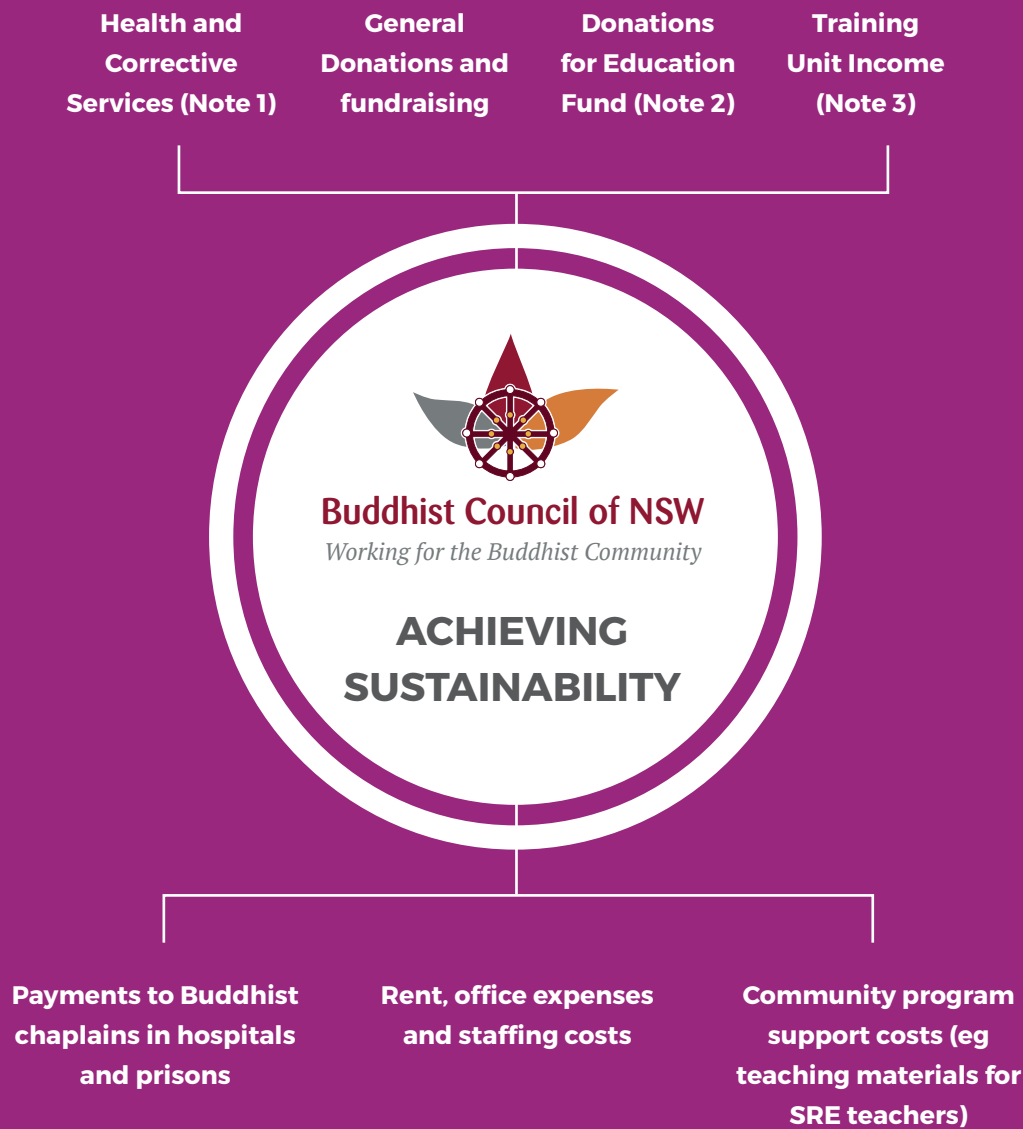 Health and
Corrective
Services (Note 1)
General
Donations and
fundraising
Donations
for Education
Fund (Note 2)
Training
Unit Income
(Note 3)
Buddhist Council of NSW
Working for the Buddhist Community
ACHIEVING
SUSTAINABILITY
Payments to Buddhist
chaplains in hospitals
and prisons
Rent, office expenses
and staffing costs
Community program
support costs (eg
teaching materials for
SRE teachers)